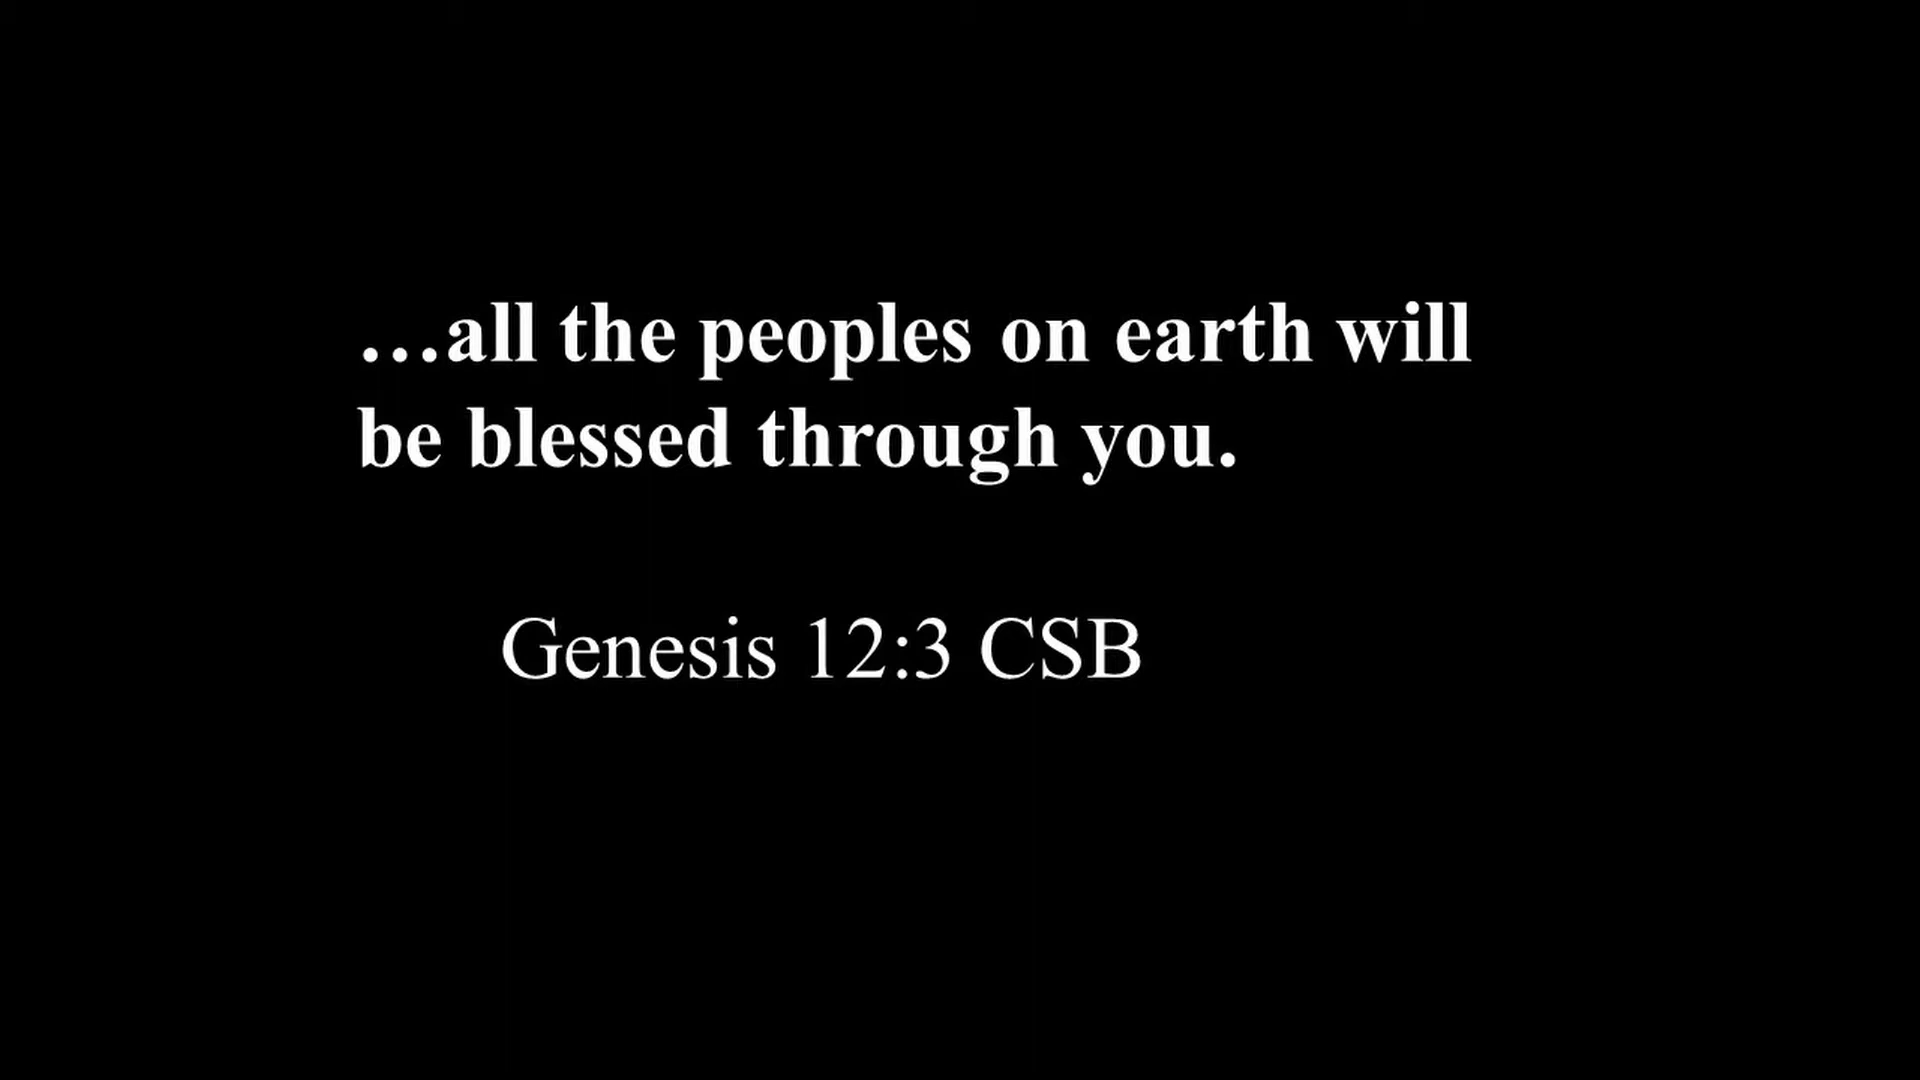 …all the peoples on earth will
be blessed through you.
Genesis 12:3 CSB